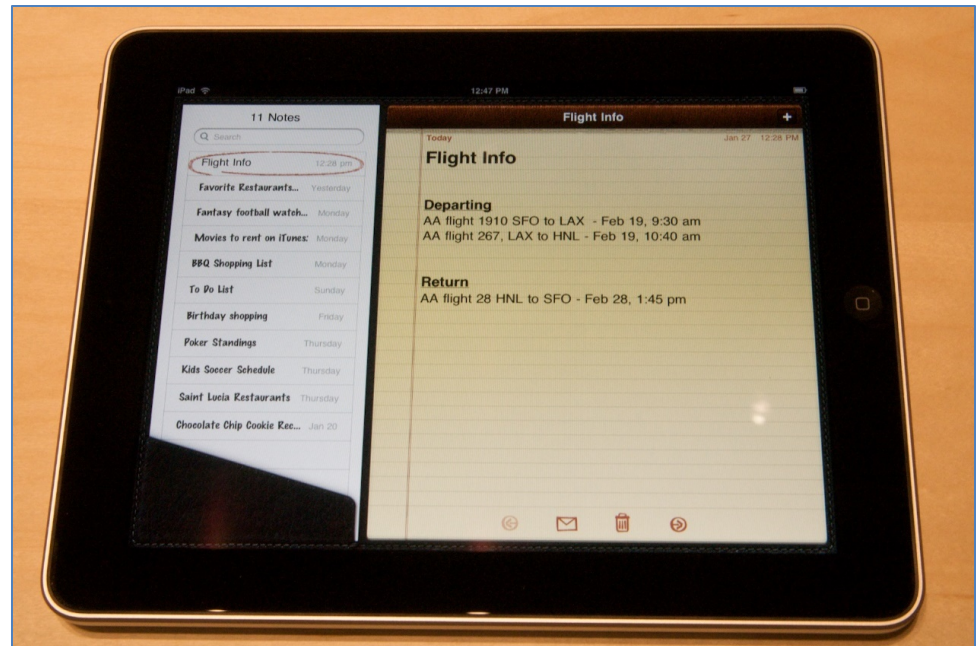 iPad
12:47 PM
11 Notes
Search
Flight Info 12:28 pm
Favorite Restaurants... Yesterday
Fantasy football watch... Monday
Movies to rent on iTunes: Monday
BBQ Shopping List Monday
To Do List Sunday
Birthday shopping Friday
Poker Standings Thursday
Kids Soccer Schedule Thursday
Saint Lucia Restaurants Thursday
Chocolate Chip Cookie Rec... Jan 20
Flight Info +
Today Jan 27 12:28 PM
Flight Info
Departing
AA flight 1910 SFO to LAX - Feb 19, 9:30 am
AA flight 267, LAX to HNL - Feb 19, 10:40 am
Return
AA flight 28 HNL to SFO - Feb 28, 1:45 pm